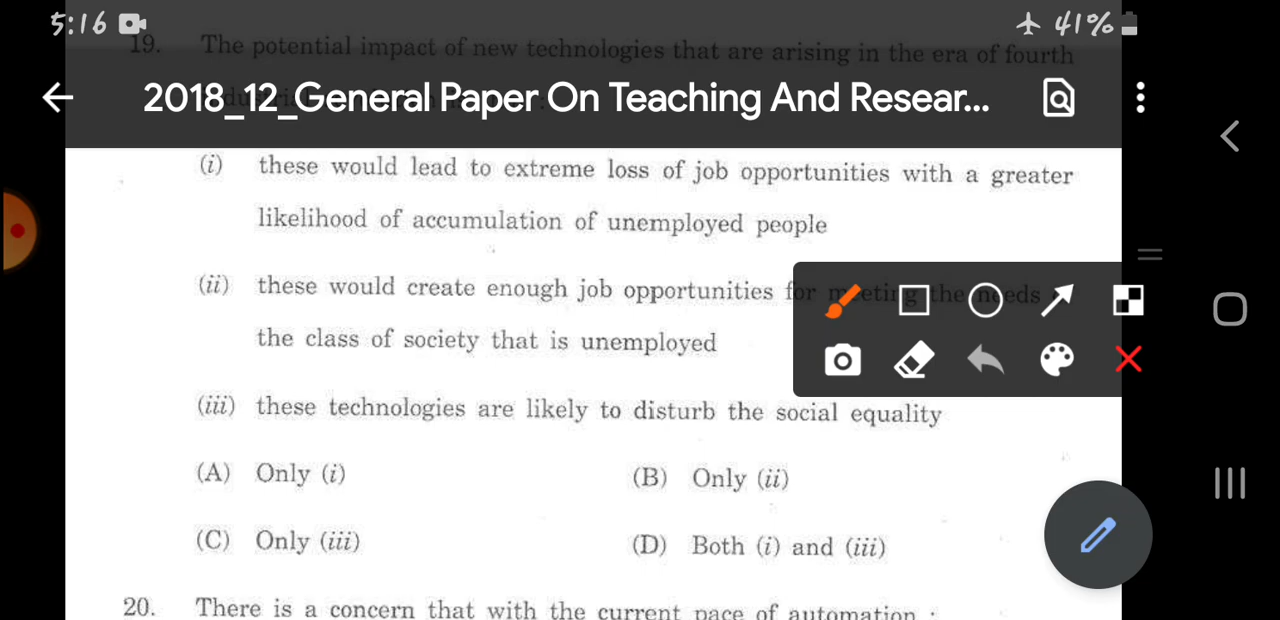 5:16 41%
19. The potential impact of new technologies that are arising in the era of fourth
2018_12_General Paper On Teaching And Resear...
(i) these would lead to extreme loss of job opportunities with a greater
likelihood of accumulation of unemployed people
(ii) these would create enough job opportunities for meeting the needs
the class of society that is unemployed
(iii) these technologies are likely to disturb the social equality
(A) Only (i) (B) Only (ii)
(C) Only (iii) (D) Both (i) and (iii)
20. There is a concern that with the current pace of automation :